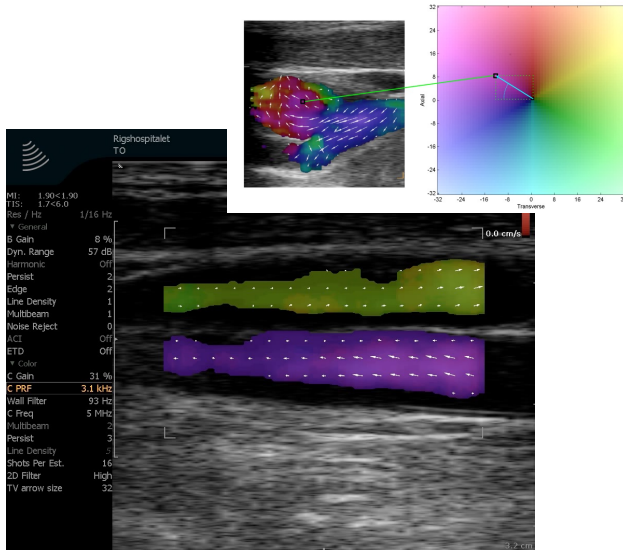 32
24
16
8
0
8
16
24
32
Axial
32 24 16 8 0 8 16 24
Transverse
Rigshospitalet
TO
MI: 1.90<1.90
TIS: 1.7<6.0
Res / Hz 1/16 Hz
▼ General
B Gain 8 %
Dyn. Range 57 dB
Harmonic Off
Persist 2
Edge 2
Line Density 1
Multibeam 1
Noise Reject 0
ACI Off
ETD Off
▼ Color
C Gain 31 %
C PRF 3.1 kHz
Wall Filter 93 Hz
C Freq 5 MHz
Multibeam 2
Persist 3
Line Density 5
Shots Per Est. 16
2D Filter High
TV arrow size 32
0.0 cm/s
3.2 cm